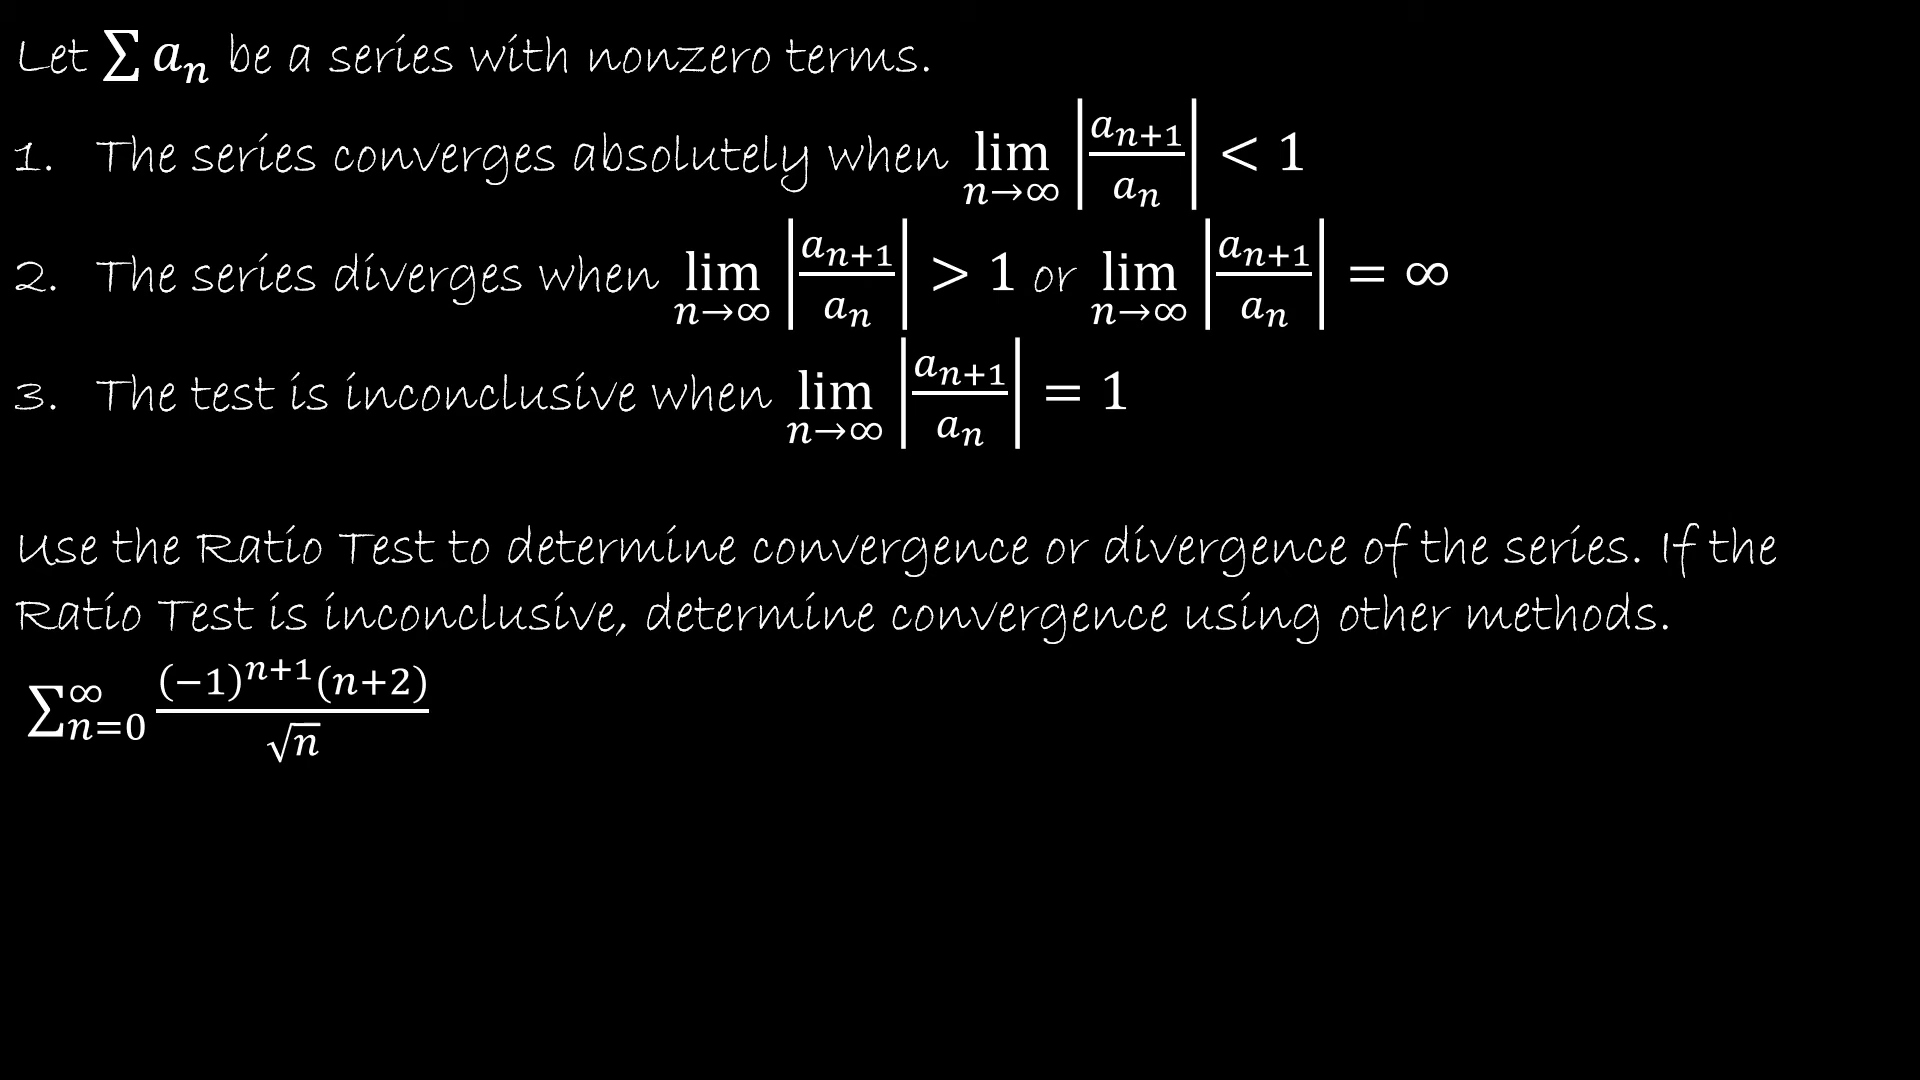 Let ∑ aₙ be a series with nonzero terms.
1. The series converges absolutely when lim_{n→∞} |aₙ₊₁/aₙ| < 1
2. The series diverges when lim_{n→∞} |aₙ₊₁/aₙ| > 1 or lim_{n→∞} |aₙ₊₁/aₙ| = ∞
3. The test is inconclusive when lim_{n→∞} |aₙ₊₁/aₙ| = 1
Use the Ratio Test to determine convergence or divergence of the series. If the
Ratio Test is inconclusive, determine convergence using other methods.
∑_{n=0}^{∞} (−1)^{n+1}(n+2)/√n